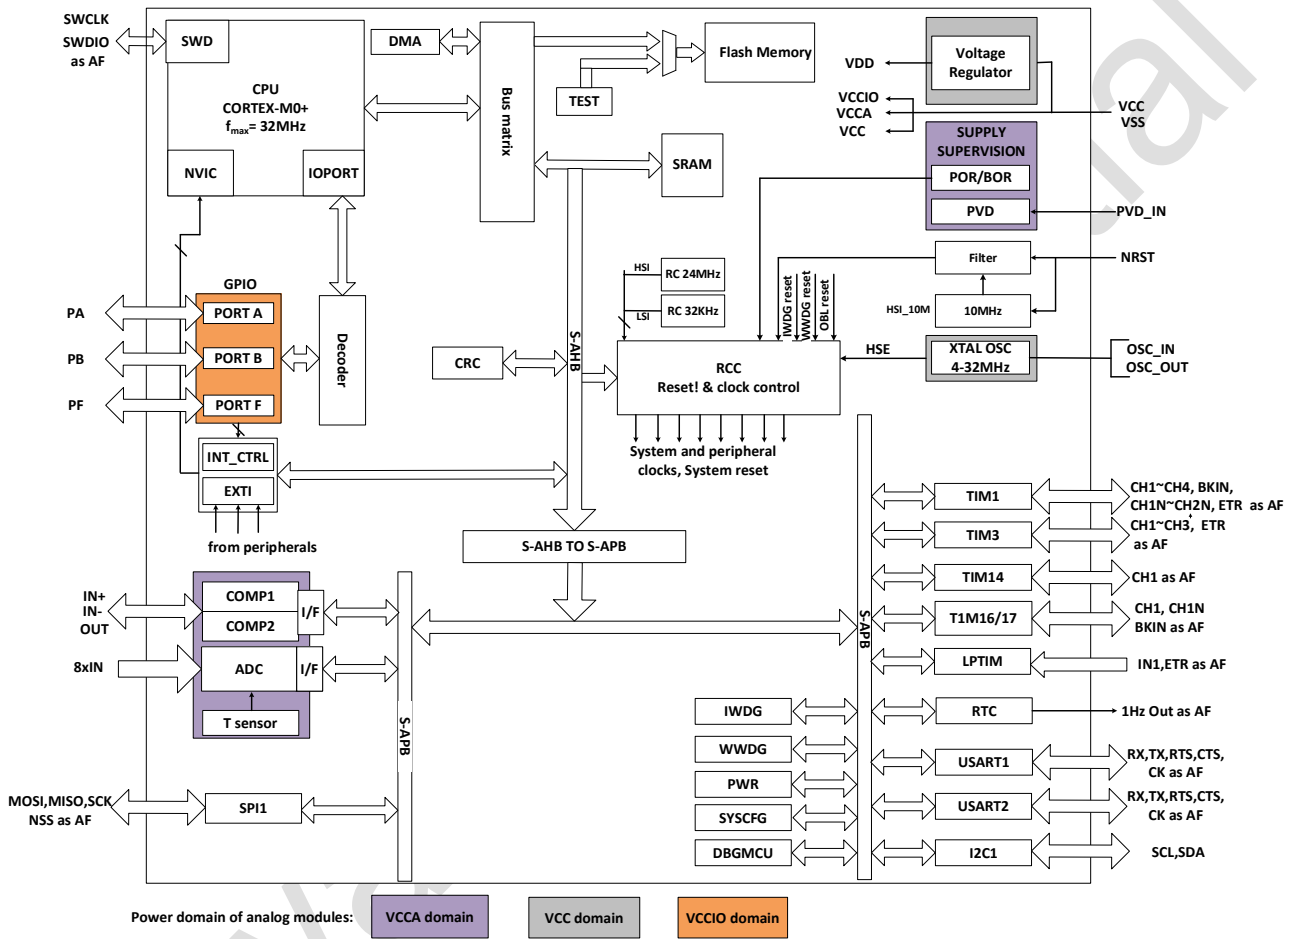 SWCLK
SWDIO
as AF
SWD
CPU
CORTEX-M0+
fmax= 32MHz
NVIC
IOPORT
DMA
Bus matrix
TEST
Flash Memory
SRAM
Voltage
Regulator
VDD
VCCIO
VCCA
VCC
VCC
VSS
SUPPLY
SUPERVISION
POR/BOR
PVD
PVD_IN
Filter
NRST
HSI_10M
10MHz
HSI
RC 24MHz
LSI
RC 32KHz
IWDG reset
WWDG reset
OBL reset
HSE
XTAL OSC
4-32MHz
OSC_IN
OSC_OUT
RCC
Reset! & clock control
System and peripheral
clocks, System reset
GPIO
PA
PORT A
PB
PORT B
PF
PORT F
Decoder
CRC
S-AHB
INT_CTRL
EXTI
from peripherals
S-AHB TO S-APB
IN+
IN-
OUT
COMP1
COMP2
I/F
8xIN
ADC
I/F
T sensor
S-APB
MOSI,MISO,SCK
NSS as AF
SPI1
S-APB
TIM1
CH1~CH4, BKIN,
CH1N~CH2N, ETR as AF
TIM3
CH1~CH3, ETR
as AF
TIM14
CH1 as AF
T1M16/17
CH1, CH1N
BKIN as AF
LPTIM
IN1,ETR as AF
IWDG
RTC
1Hz Out as AF
WWDG
USART1
RX,TX,RTS,CTS,
CK as AF
PWR
SYSCFG
USART2
RX,TX,RTS,CTS,
CK as AF
DBGMCU
I2C1
SCL,SDA
Power domain of analog modules:
VCCA domain
VCC domain
VCCIO domain